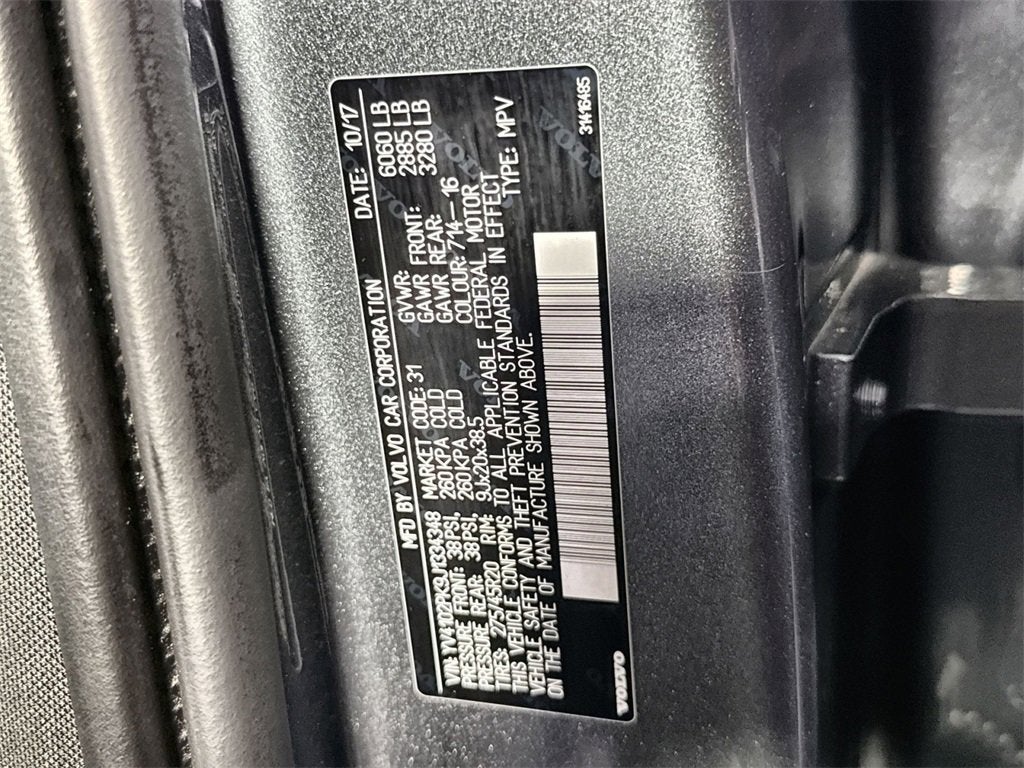 MFD BY VOLVO CAR CORPORATION DATE: 10/17
VIN: YV4102PK9J1334348 MARKET CODE: 31 GVWR: 6060 LB
PRESSURE FRONT: 38PSI, 260KPA COLD GAWR FRONT: 2885 LB
PRESSURE REAR: 38PSI, 260KPA COLD GAWR REAR: 3280 LB
TIRES: 275/45R20 RIM: 9Jx20x38.5 COLOUR: 714-16
THIS VEHICLE CONFORMS TO ALL APPLICABLE FEDERAL MOTOR
VEHICLE SAFETY AND THEFT PREVENTION STANDARDS IN EFFECT
ON THE DATE OF MANUFACTURE SHOWN ABOVE. TYPE: MPV
VOLVO 31416485